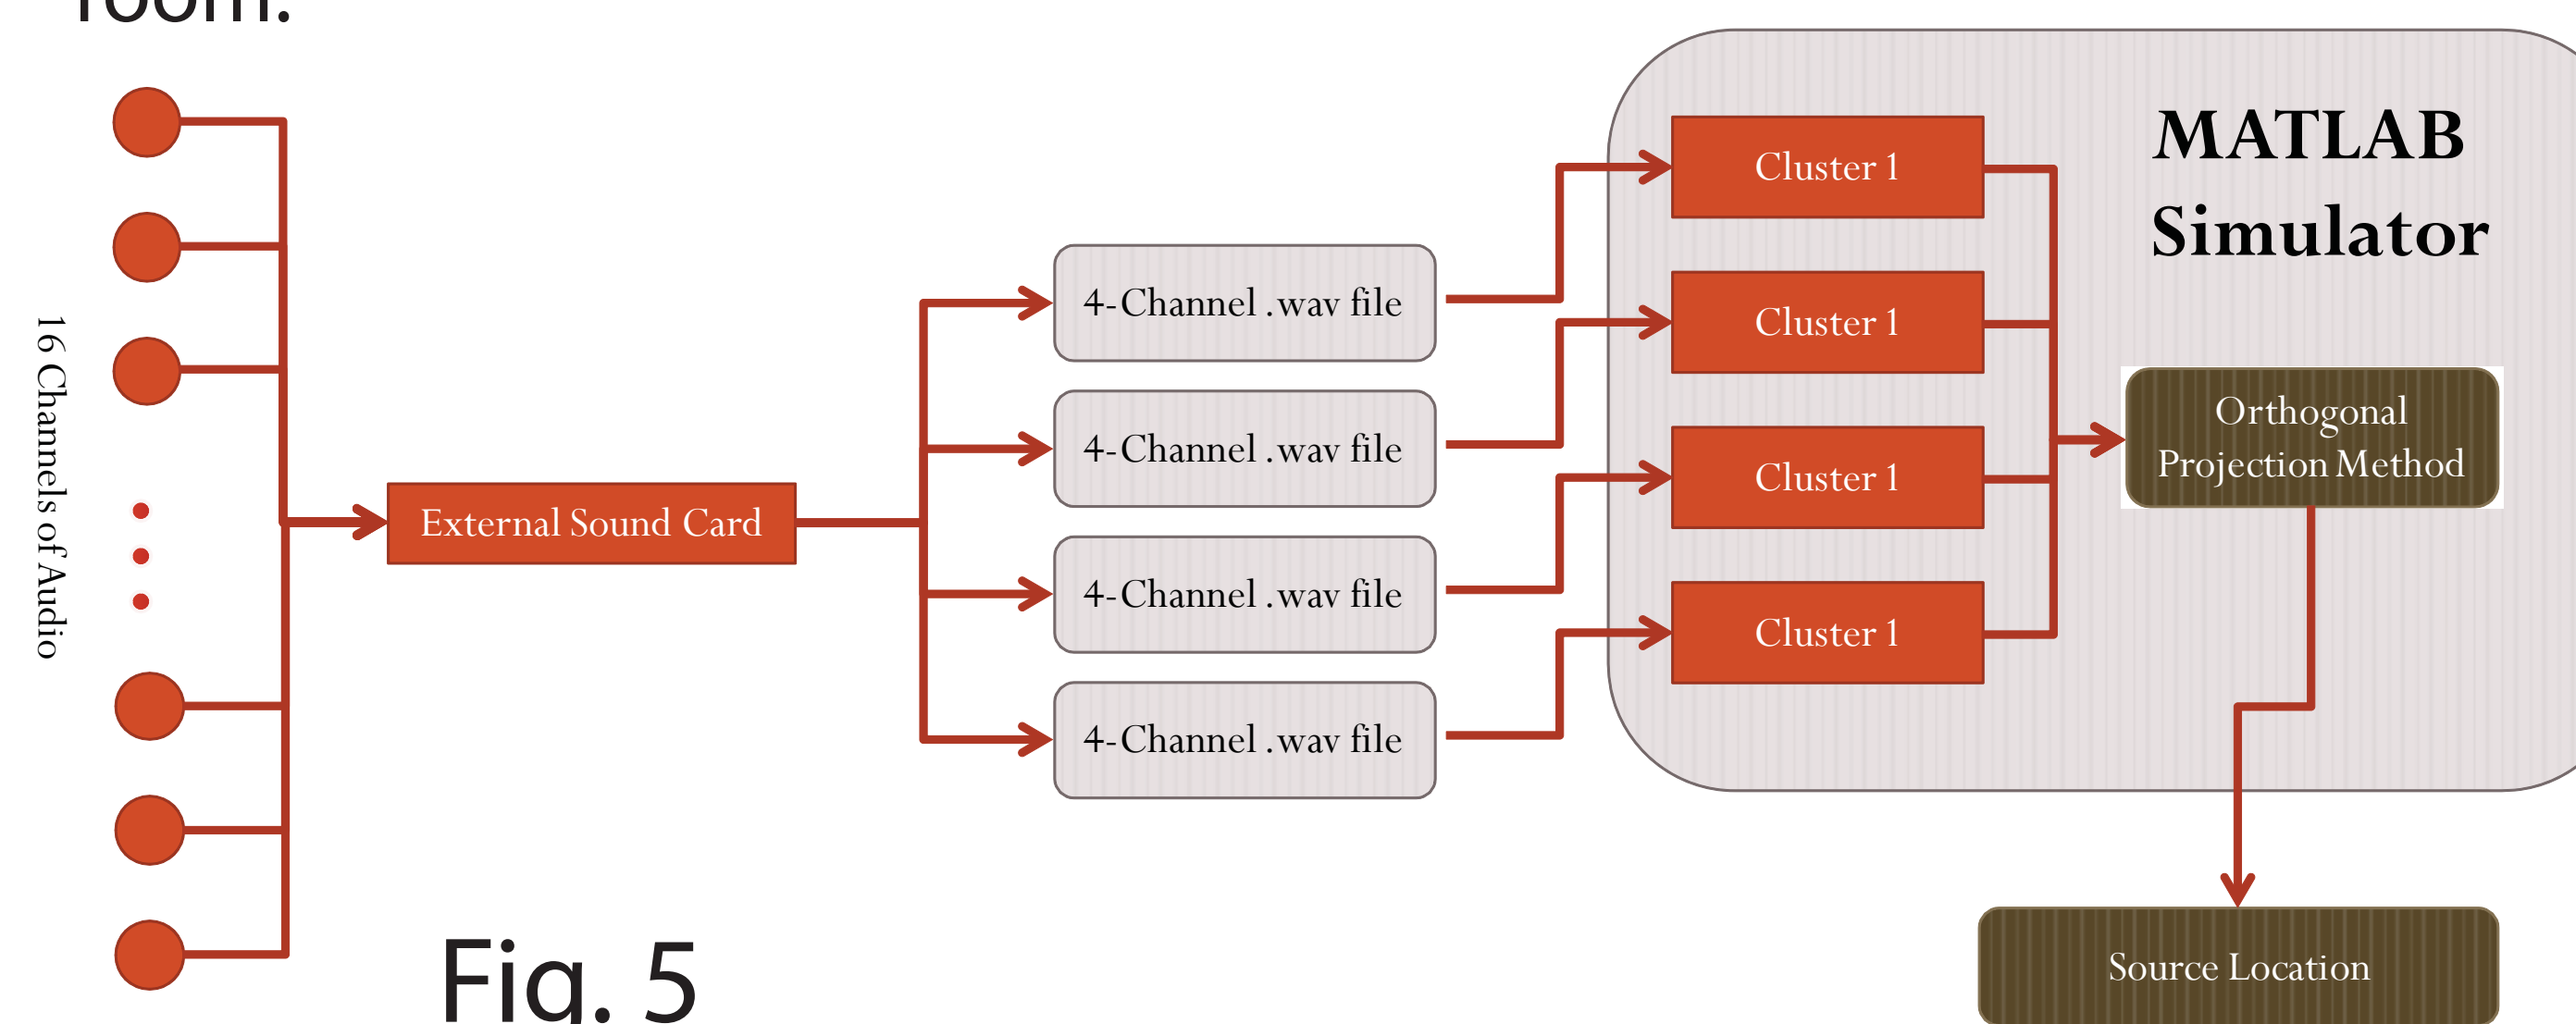 room.
16 Channels of Audio
External Sound Card
4-Channel .wav file
4-Channel .wav file
4-Channel .wav file
4-Channel .wav file
Cluster 1
Cluster 1
Cluster 1
Cluster 1
MATLAB
Simulator
Orthogonal
Projection Method
Source Location
Fig. 5